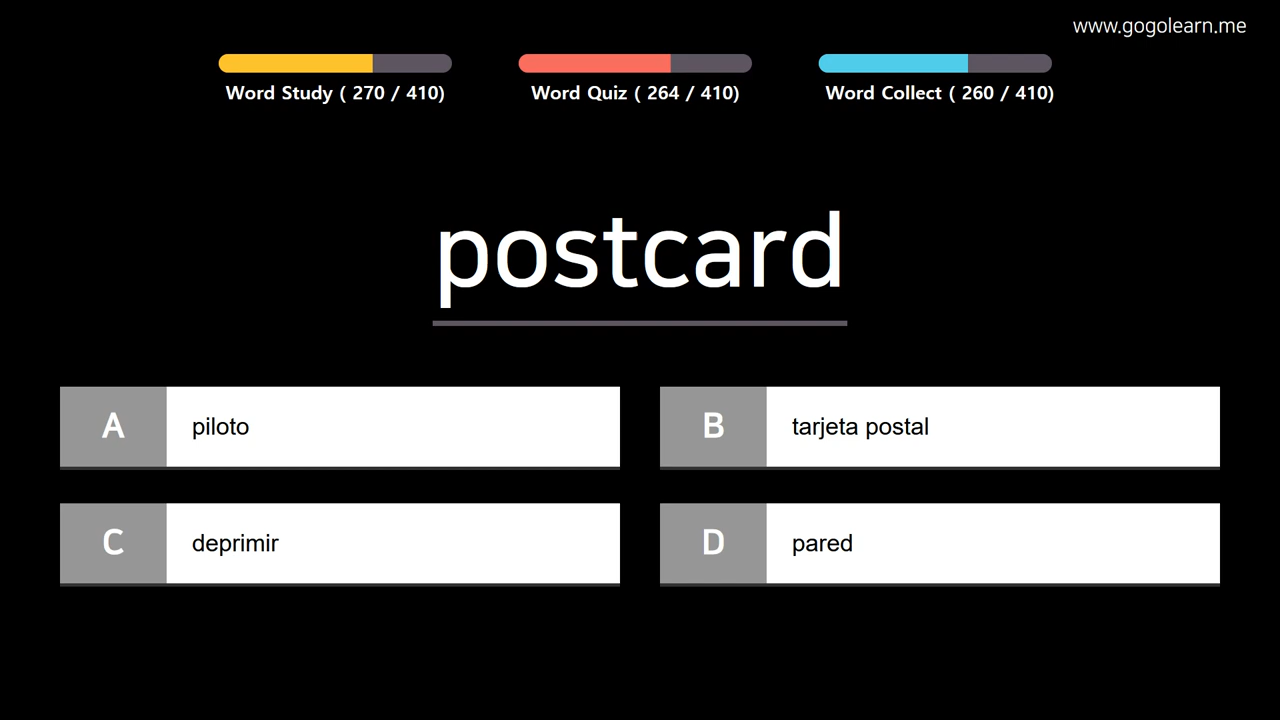 www.gogolearn.me
Word Study ( 270 / 410)
Word Quiz ( 264 / 410)
Word Collect ( 260 / 410)
postcard
A piloto
B tarjeta postal
C deprimir
D pared